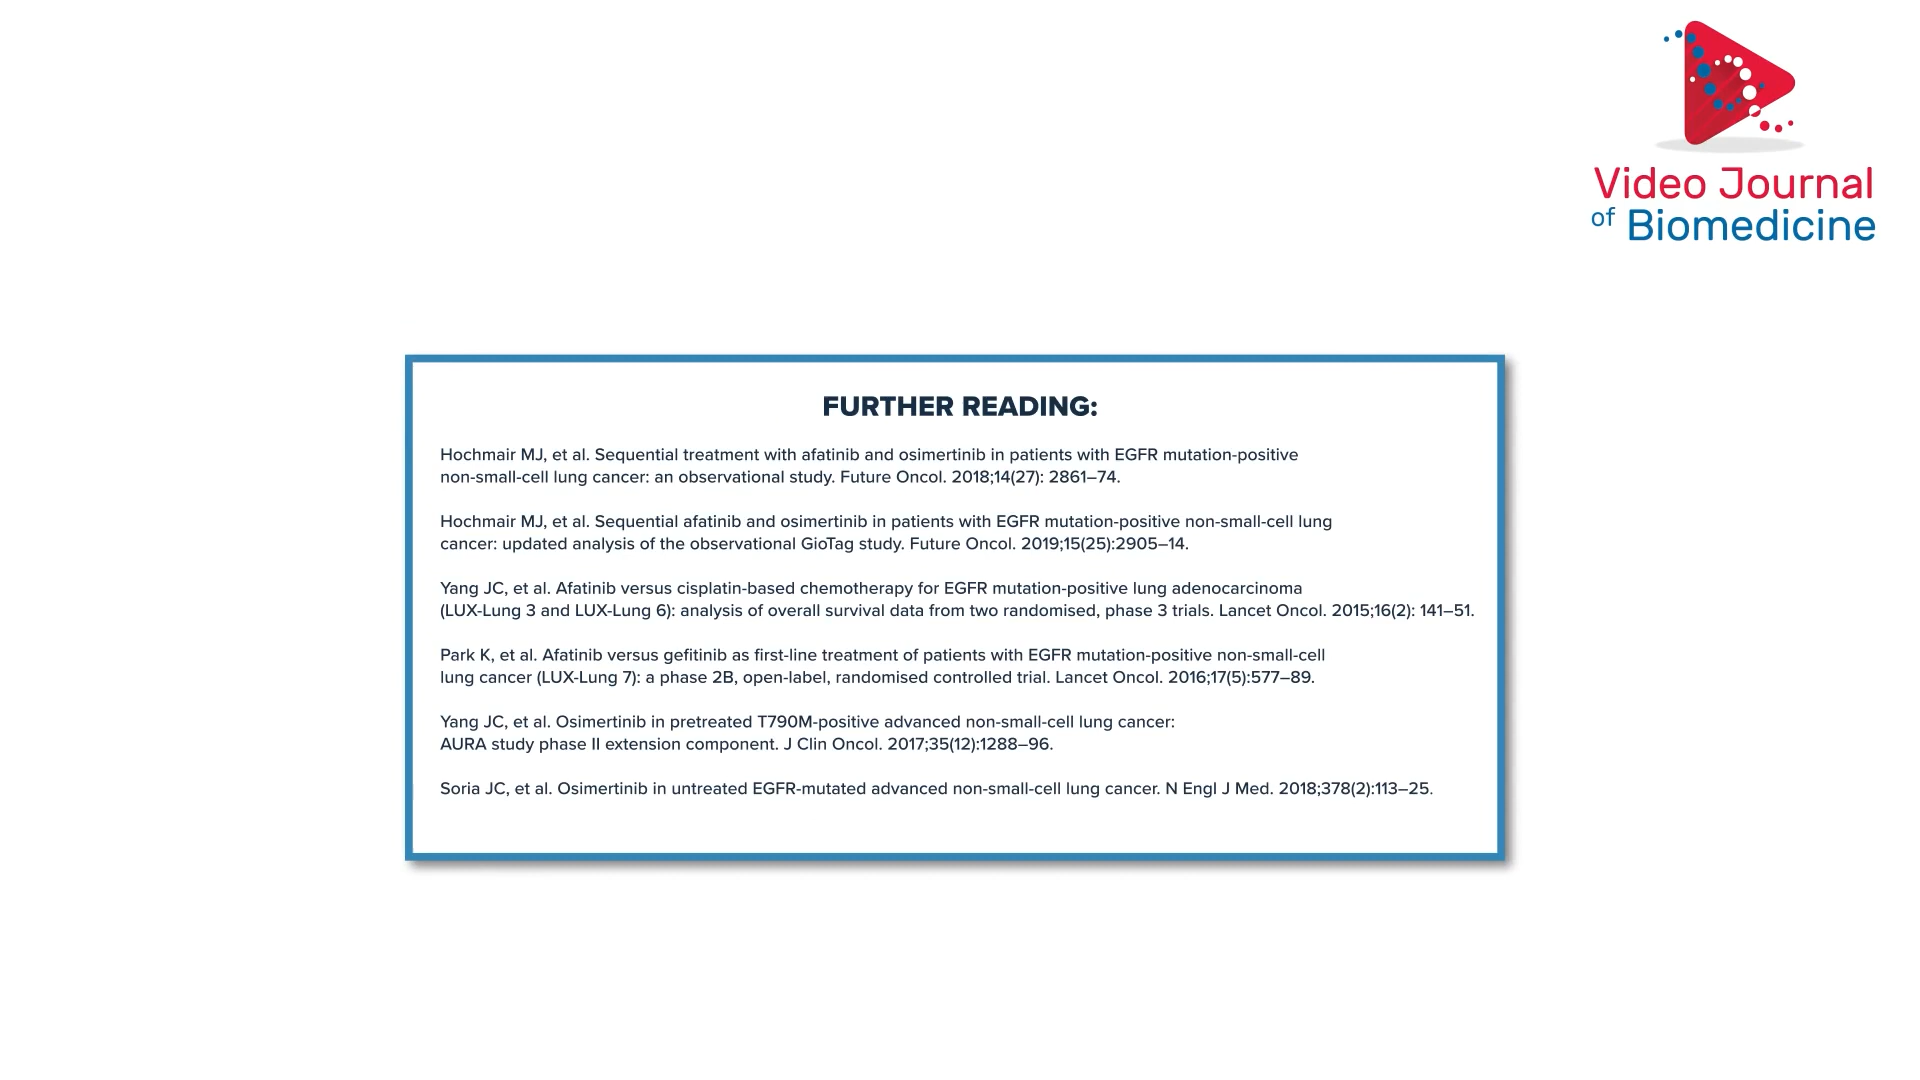 Video Journal
of Biomedicine
FURTHER READING:
Hochmair MJ, et al. Sequential treatment with afatinib and osimertinib in patients with EGFR mutation-positive
non-small-cell lung cancer: an observational study. Future Oncol. 2018;14(27): 2861–74.
Hochmair MJ, et al. Sequential afatinib and osimertinib in patients with EGFR mutation-positive non-small-cell lung
cancer: updated analysis of the observational GioTag study. Future Oncol. 2019;15(25):2905–14.
Yang JC, et al. Afatinib versus cisplatin-based chemotherapy for EGFR mutation-positive lung adenocarcinoma
(LUX-Lung 3 and LUX-Lung 6): analysis of overall survival data from two randomised, phase 3 trials. Lancet Oncol. 2015;16(2): 141–51.
Park K, et al. Afatinib versus gefitinib as first-line treatment of patients with EGFR mutation-positive non-small-cell
lung cancer (LUX-Lung 7): a phase 2B, open-label, randomised controlled trial. Lancet Oncol. 2016;17(5):577–89.
Yang JC, et al. Osimertinib in pretreated T790M-positive advanced non-small-cell lung cancer:
AURA study phase II extension component. J Clin Oncol. 2017;35(12):1288–96.
Soria JC, et al. Osimertinib in untreated EGFR-mutated advanced non-small-cell lung cancer. N Engl J Med. 2018;378(2):113–25.